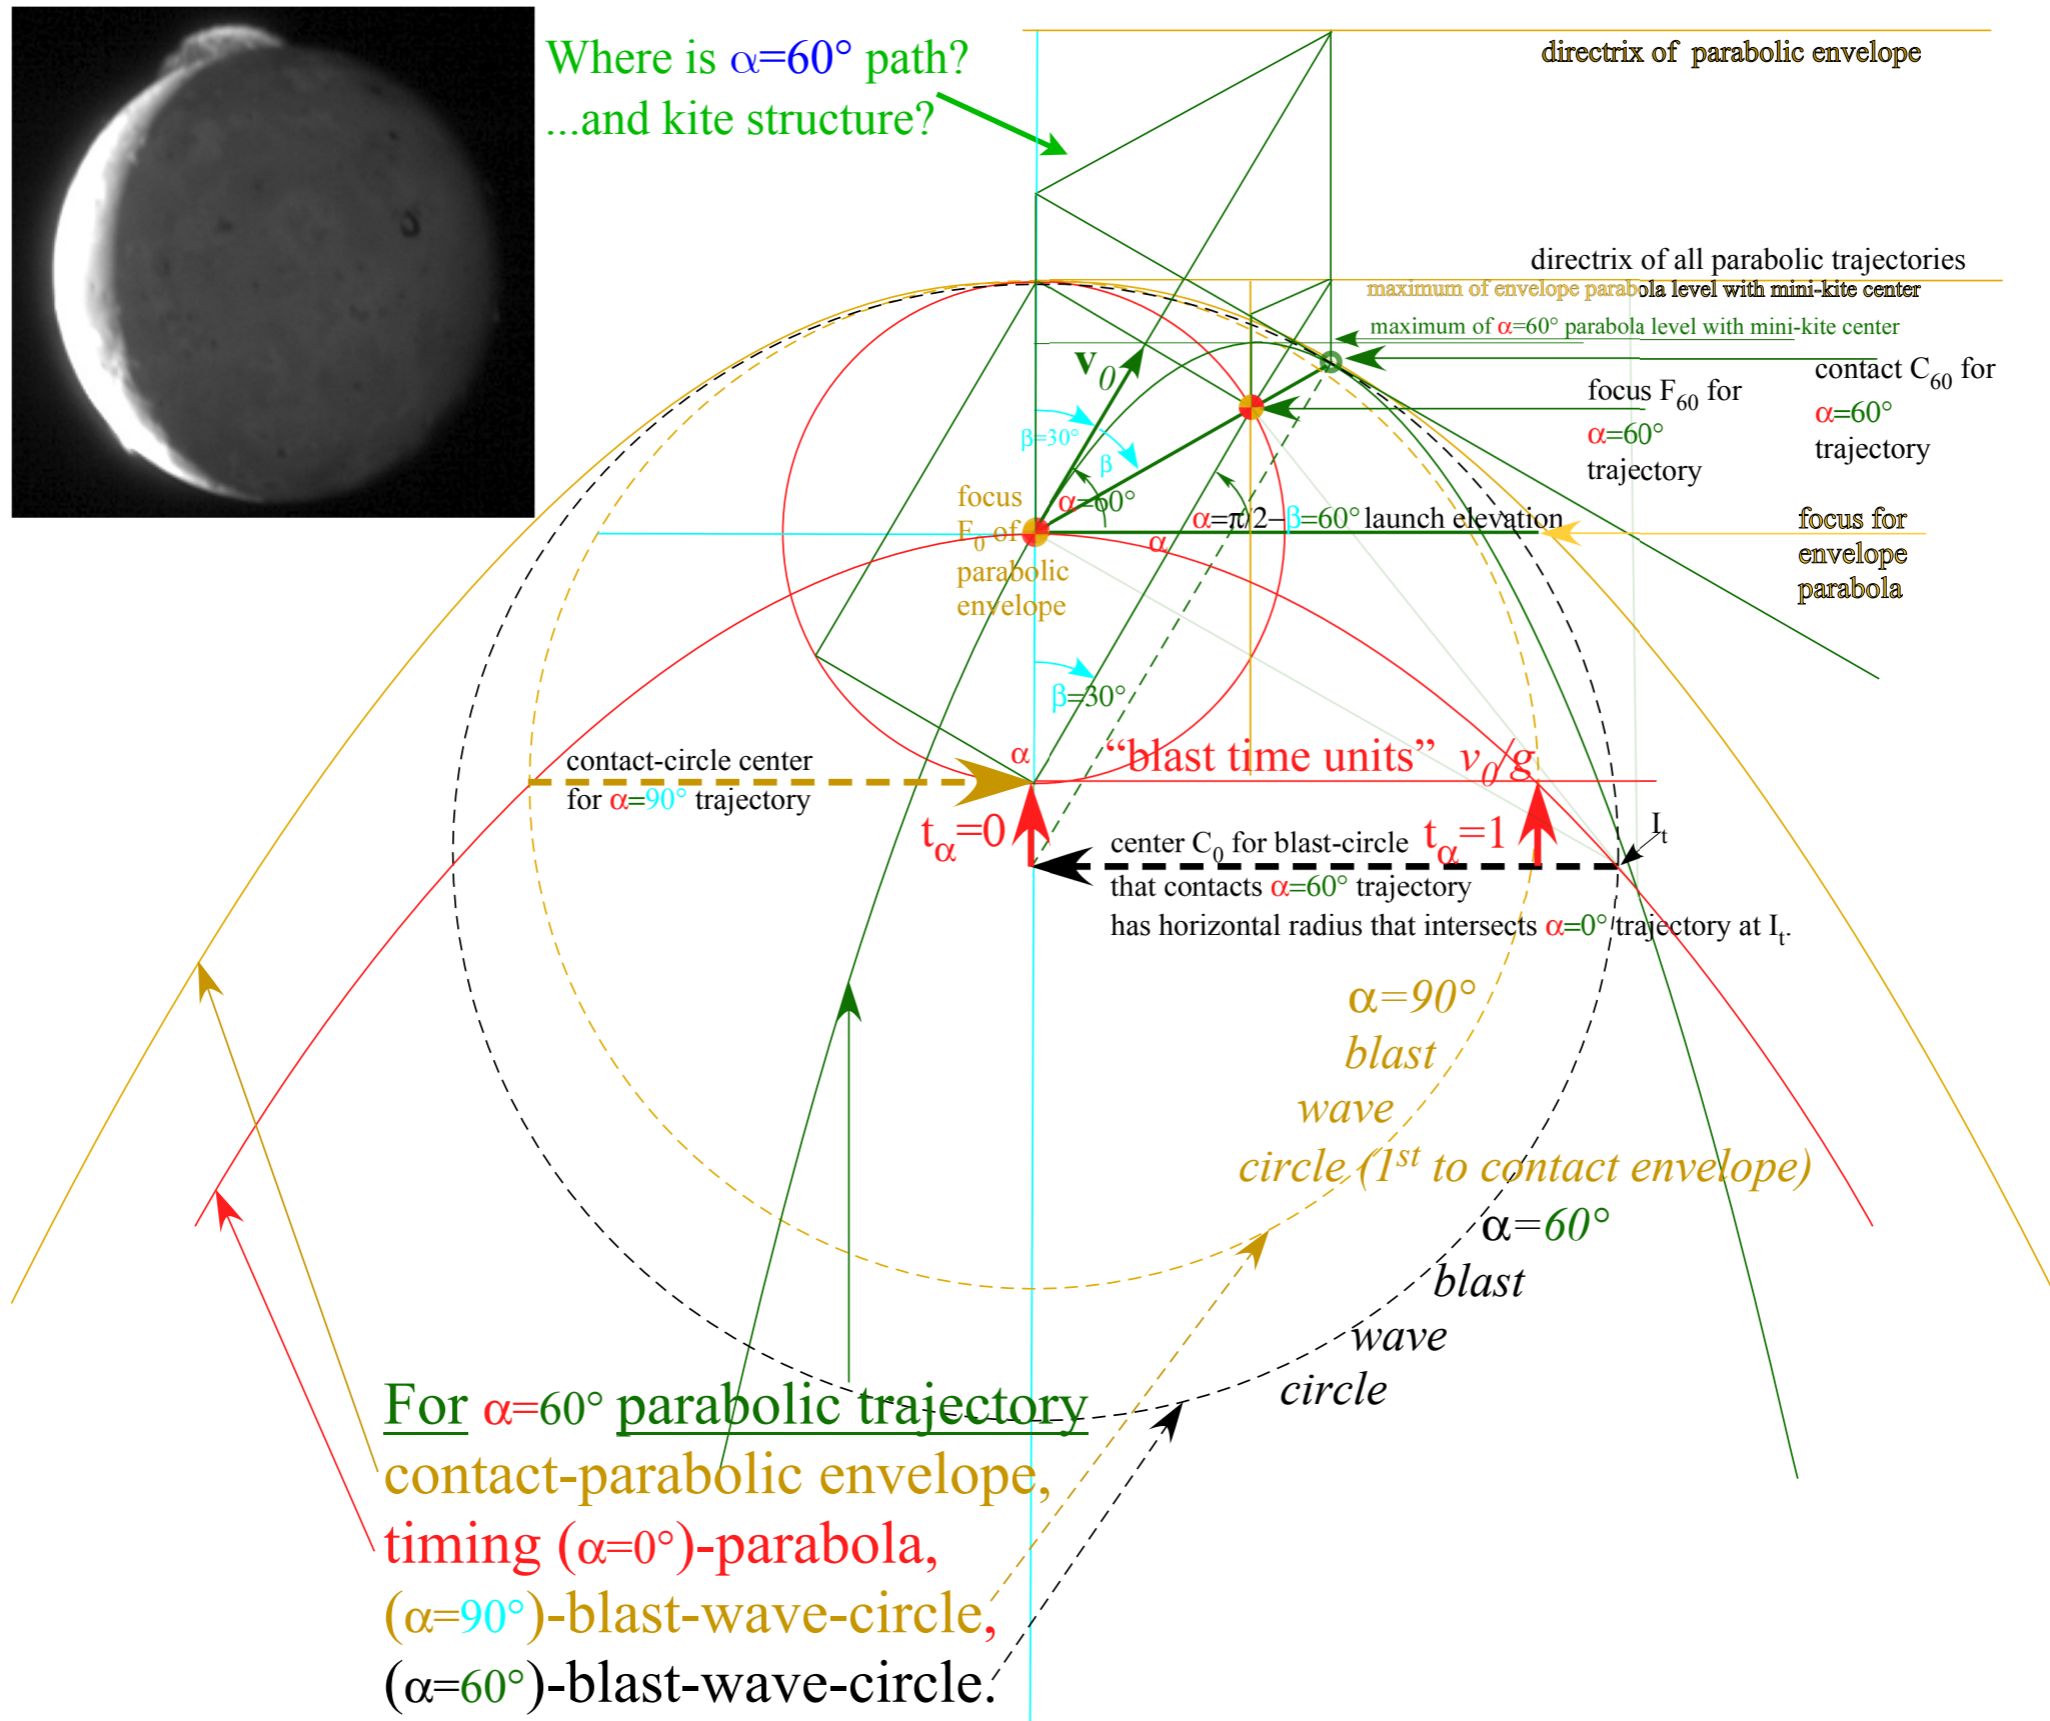 Where is α=60° path?
...and kite structure?
directrix of parabolic envelope
directrix of all parabolic trajectories
maximum of envelope parabola level with mini-kite center
maximum of α=60° parabola level with mini-kite center
v0
contact C60 for
α=60°
trajectory
focus F60 for
α=60°
trajectory
β=30°
β
α=60°
focus
F0 of
parabolic
envelope
α=π/2−β=60° launch elevation
α
focus for
envelope
parabola
β=30°
α
"blast time units" v0/g
contact-circle center
for α=90° trajectory
tα=0
tα=1
It
center C0 for blast-circle
that contacts α=60° trajectory
has horizontal radius that intersects α=0° trajectory at It.
α=90°
blast
wave
circle (1st to contact envelope)
α=60°
blast
wave
circle
For α=60° parabolic trajectory
contact-parabolic envelope,
timing (α=0°)-parabola,
(α=90°)-blast-wave-circle,
(α=60°)-blast-wave-circle.